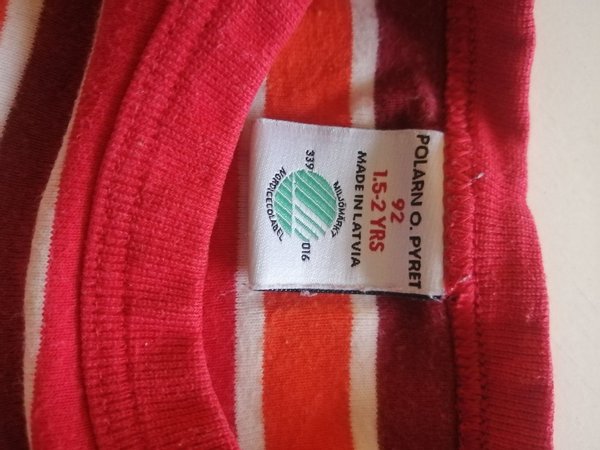 POLARN O. PYRET
92
1.5-2 YRS
MADE IN LATVIA
MILJÖMÄRKT
339 016
NORDIC ECOLABEL